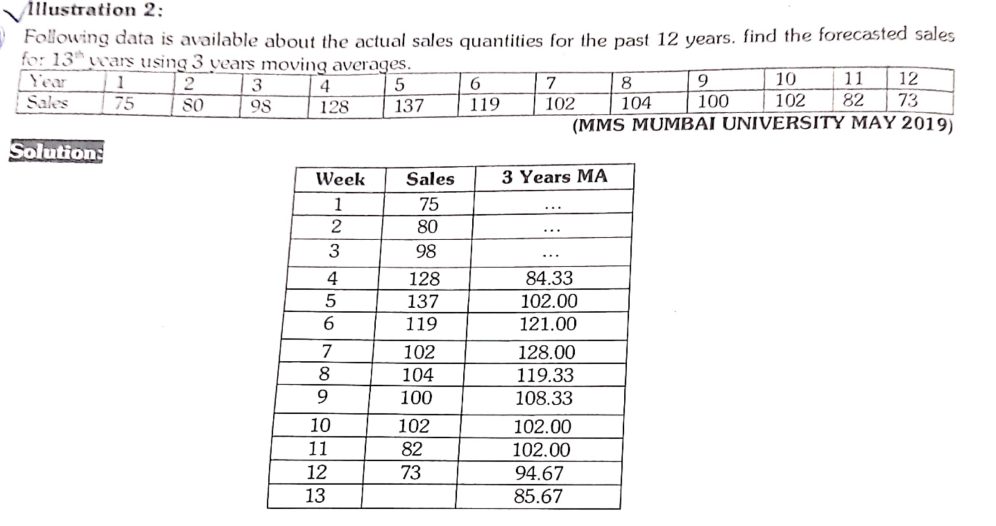 Illustration 2:
Following data is available about the actual sales quantities for the past 12 years. find the forecasted sales
for 13th years using 3 years moving averages.
Year 1 2 3 4 5 6 7 8 9 10 11 12
Sales 75 80 98 128 137 119 102 104 100 102 82 73
(MMS MUMBAI UNIVERSITY MAY 2019)
Solution:
Week Sales 3 Years MA
1 75 ...
2 80 ...
3 98 ...
4 128 84.33
5 137 102.00
6 119 121.00
7 102 128.00
8 104 119.33
9 100 108.33
10 102 102.00
11 82 102.00
12 73 94.67
13 85.67